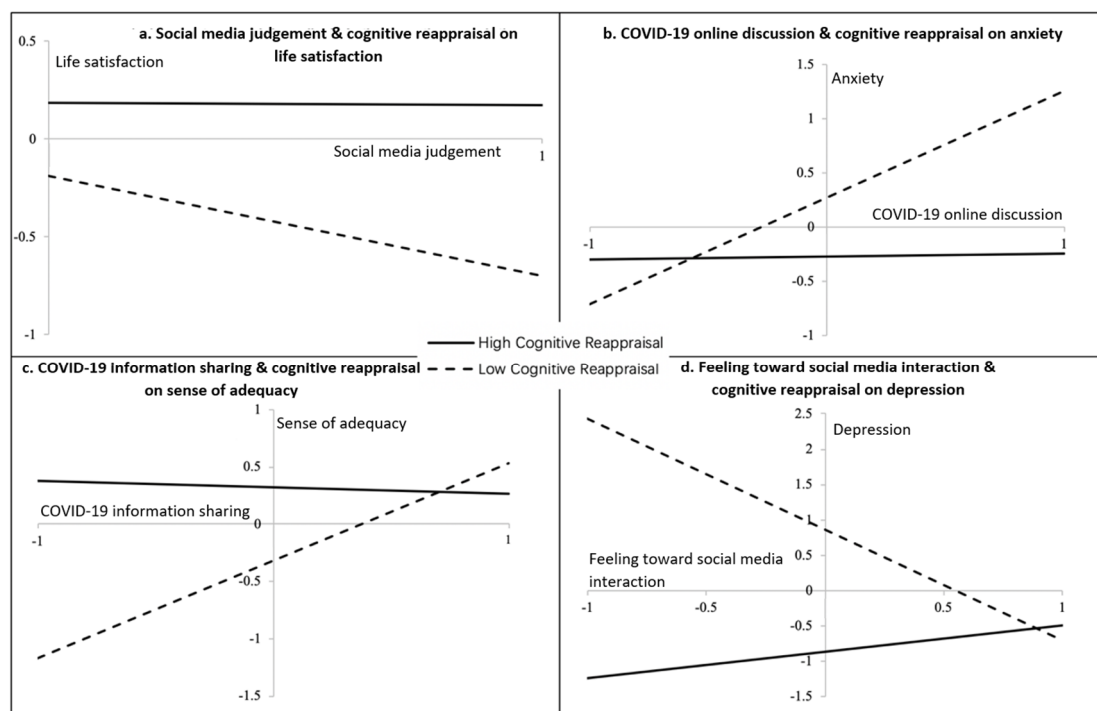 a. Social media judgement & cognitive reappraisal on
life satisfaction
0.5
Life satisfaction
0
Social media judgement
1
-0.5
-1
b. COVID-19 online discussion & cognitive reappraisal on anxiety
1.5
Anxiety
1
0.5
COVID-19 online discussion
0
-1
1
-0.5
-1
High Cognitive Reappraisal
Low Cognitive Reappraisal
c. COVID-19 Information sharing & cognitive reappraisal
on sense of adequacy
1
Sense of adequacy
0.5
COVID-19 information sharing
0
-1
1
-0.5
-1
-1.5
d. Feeling toward social media interaction &
cognitive reappraisal on depression
2.5
Depression
2
1.5
1
Feeling toward social media
interaction
0.5
0
-1
-0.5
0.5
1
-0.5
-1
-1.5